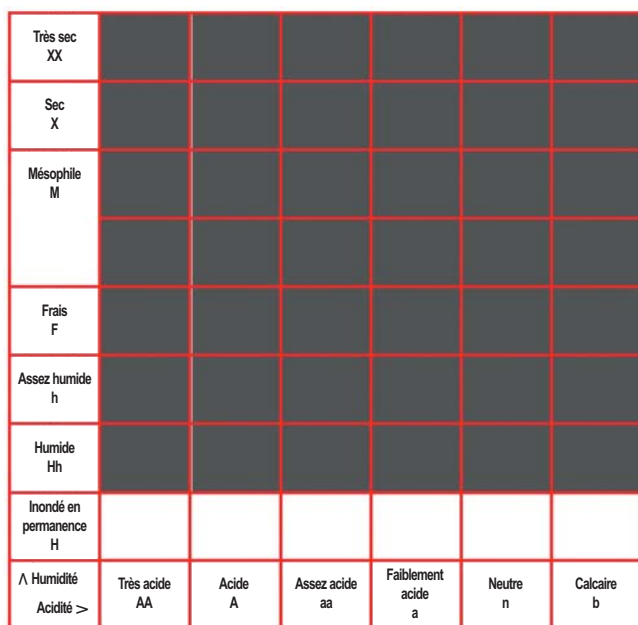 Très sec
XX
Sec
X
Mésophile
M
Frais
F
Assez humide
h
Humide
Hh
Inondé en
permanence
H
Λ Humidité
Acidité >
Très acide
AA
Acide
A
Assez acide
aa
Faiblement
acide
a
Neutre
n
Calcaire
b